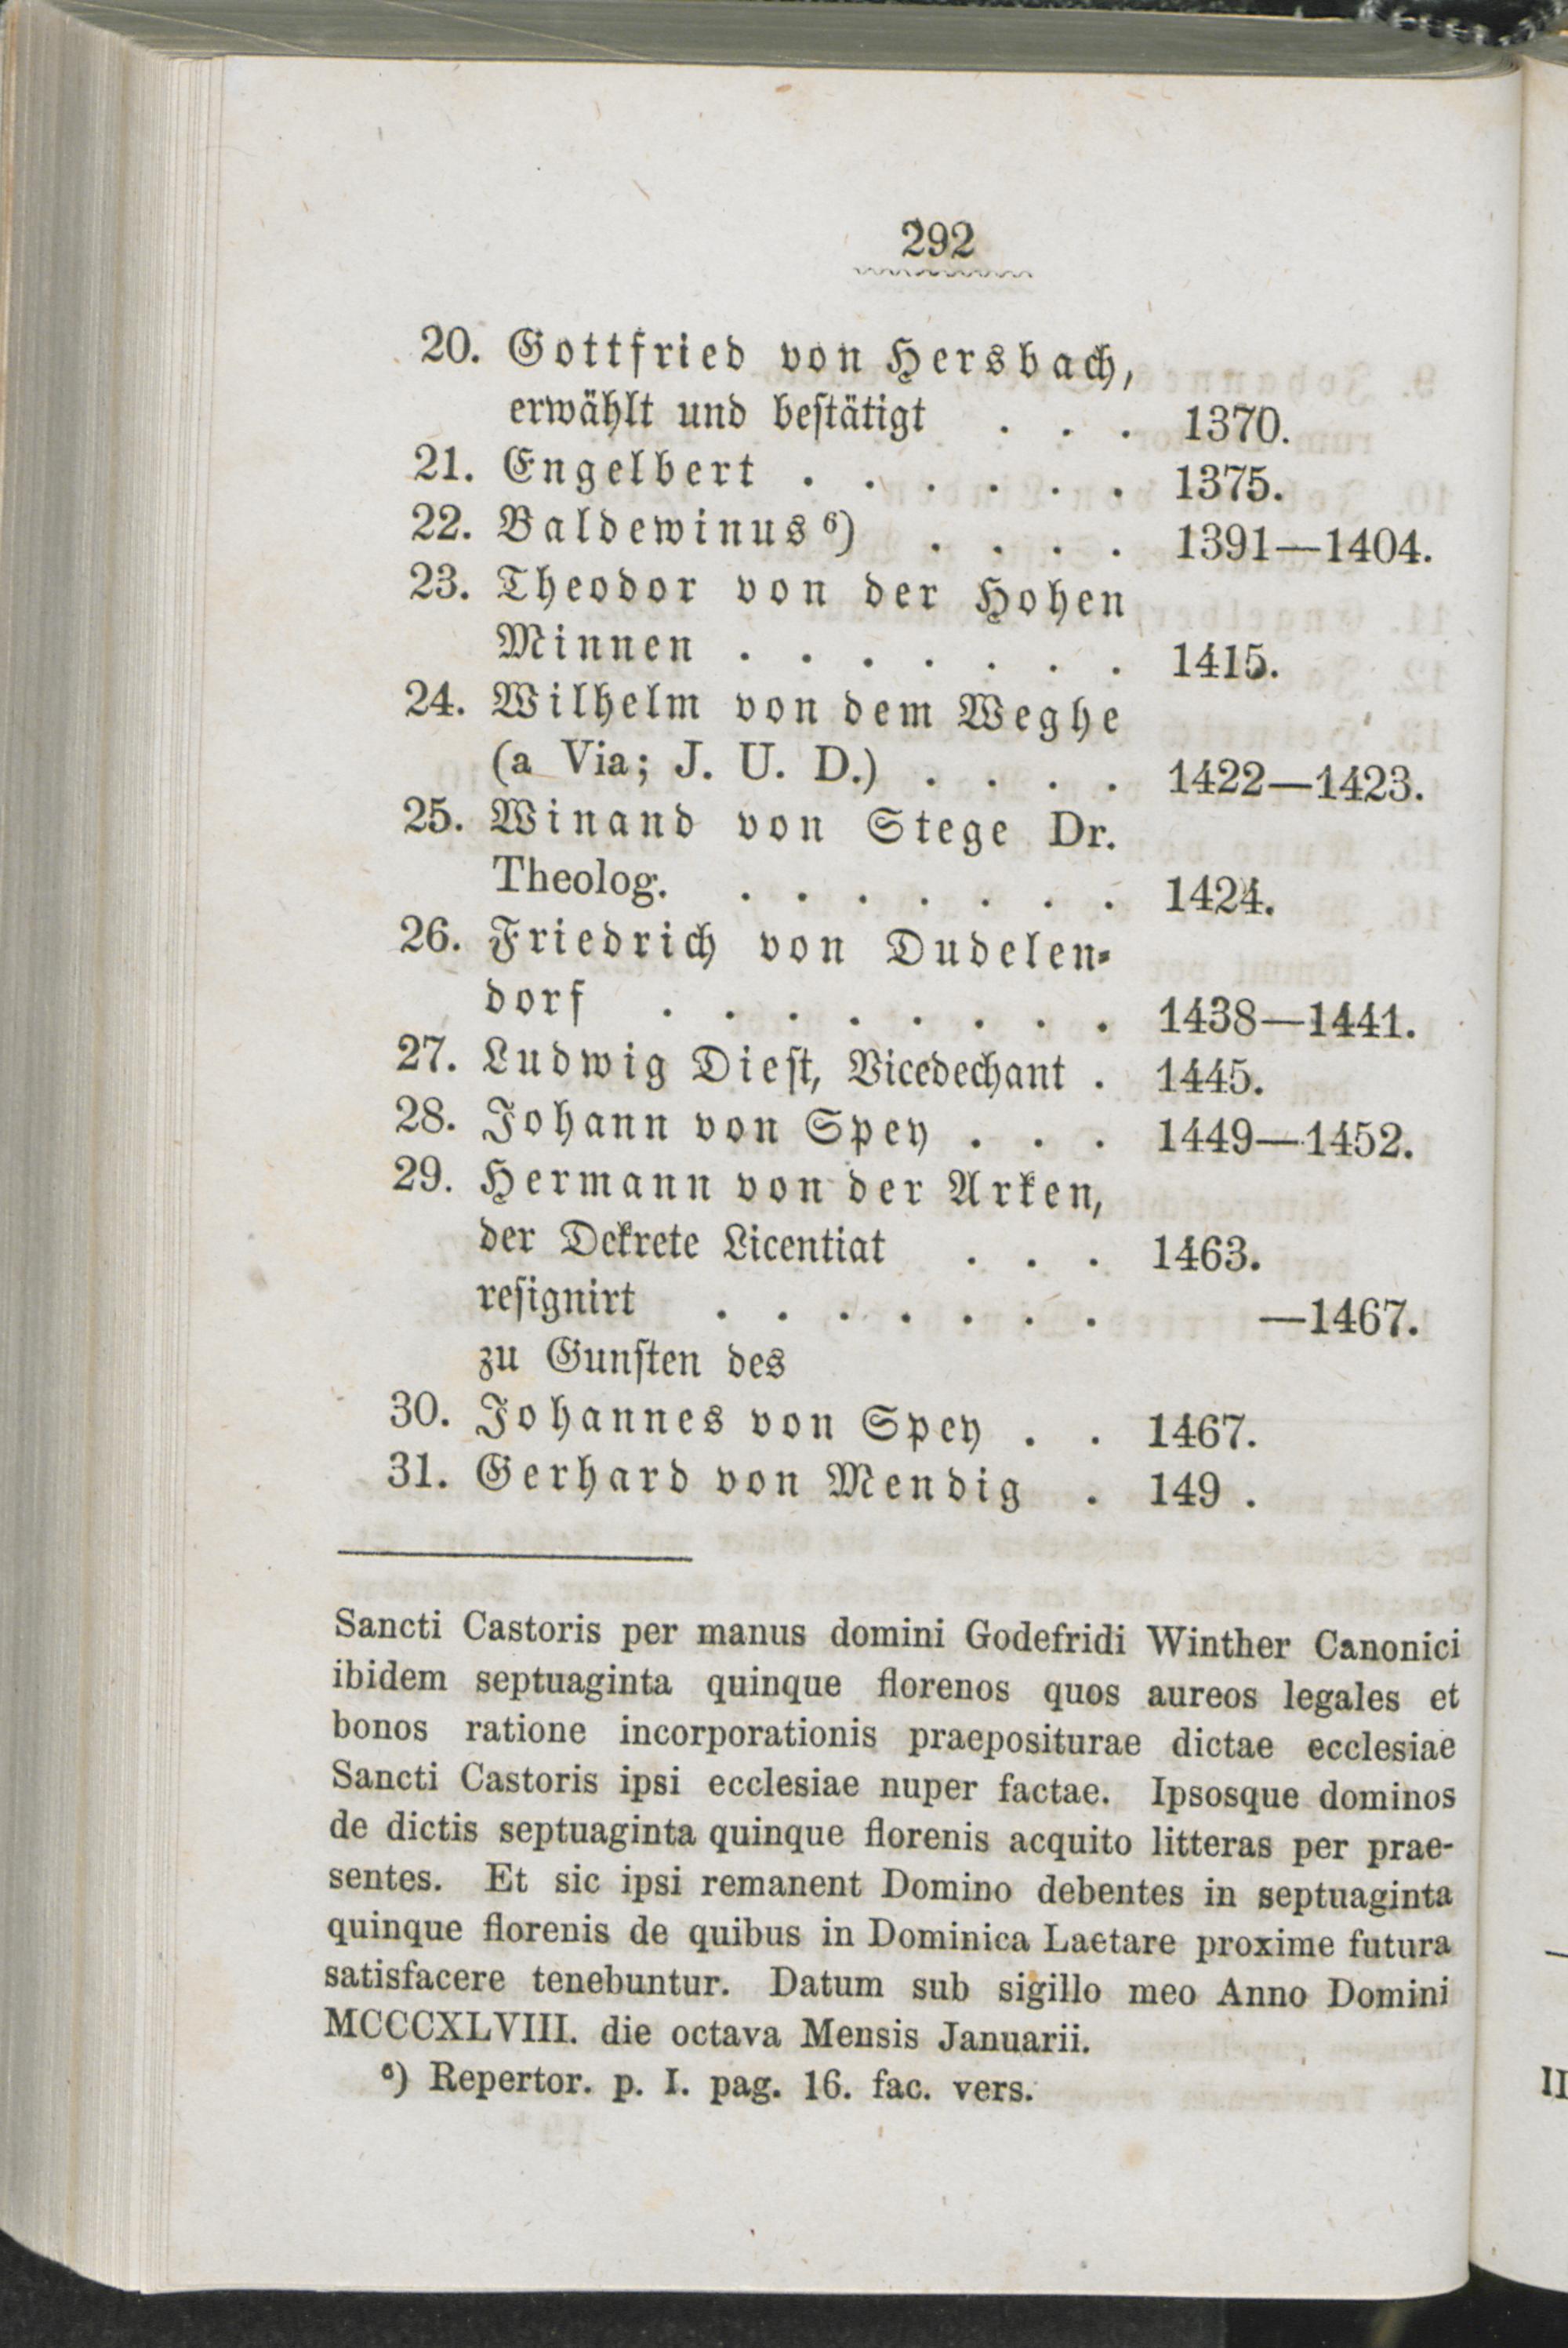 292
20. Gottfried von Hersbach,
erwählt und bestätigt . . . 1370.
21. Engelbert . . . . . . 1375.
22. Baldewinus ⁶) . . . . 1391—1404.
23. Theodor von der Hohen
Minnen . . . . . . . 1415.
24. Wilhelm von dem Weghe
(a Via; J. U. D.) . . . . 1422—1423.
25. Winand von Stege Dr.
Theolog. . . . . . . . 1424.
26. Friedrich von Dudelen-
dorf . . . . . . . . 1438—1441.
27. Ludwig Diest, Vicedechant . 1445.
28. Johann von Spey . . . 1449—1452.
29. Hermann von der Arken,
der Dekrete Licentiat . . . 1463.
resignirt . . . . . . . —1467.
zu Gunsten des
30. Johannes von Spey . . 1467.
31. Gerhard von Mendig . 149 .
Sancti Castoris per manus domini Godefridi Winther Canonici
ibidem septuaginta quinque florenos quos aureos legales et
bonos ratione incorporationis praepositurae dictae ecclesiae
Sancti Castoris ipsi ecclesiae nuper factae. Ipsosque dominos
de dictis septuaginta quinque florenis acquito litteras per prae-
sentes. Et sic ipsi remanent Domino debentes in septuaginta
quinque florenis de quibus in Dominica Laetare proxime futura
satisfacere tenebuntur. Datum sub sigillo meo Anno Domini
MCCCXLVIII. die octava Mensis Januarii.
⁶) Repertor. p. I. pag. 16. fac. vers.